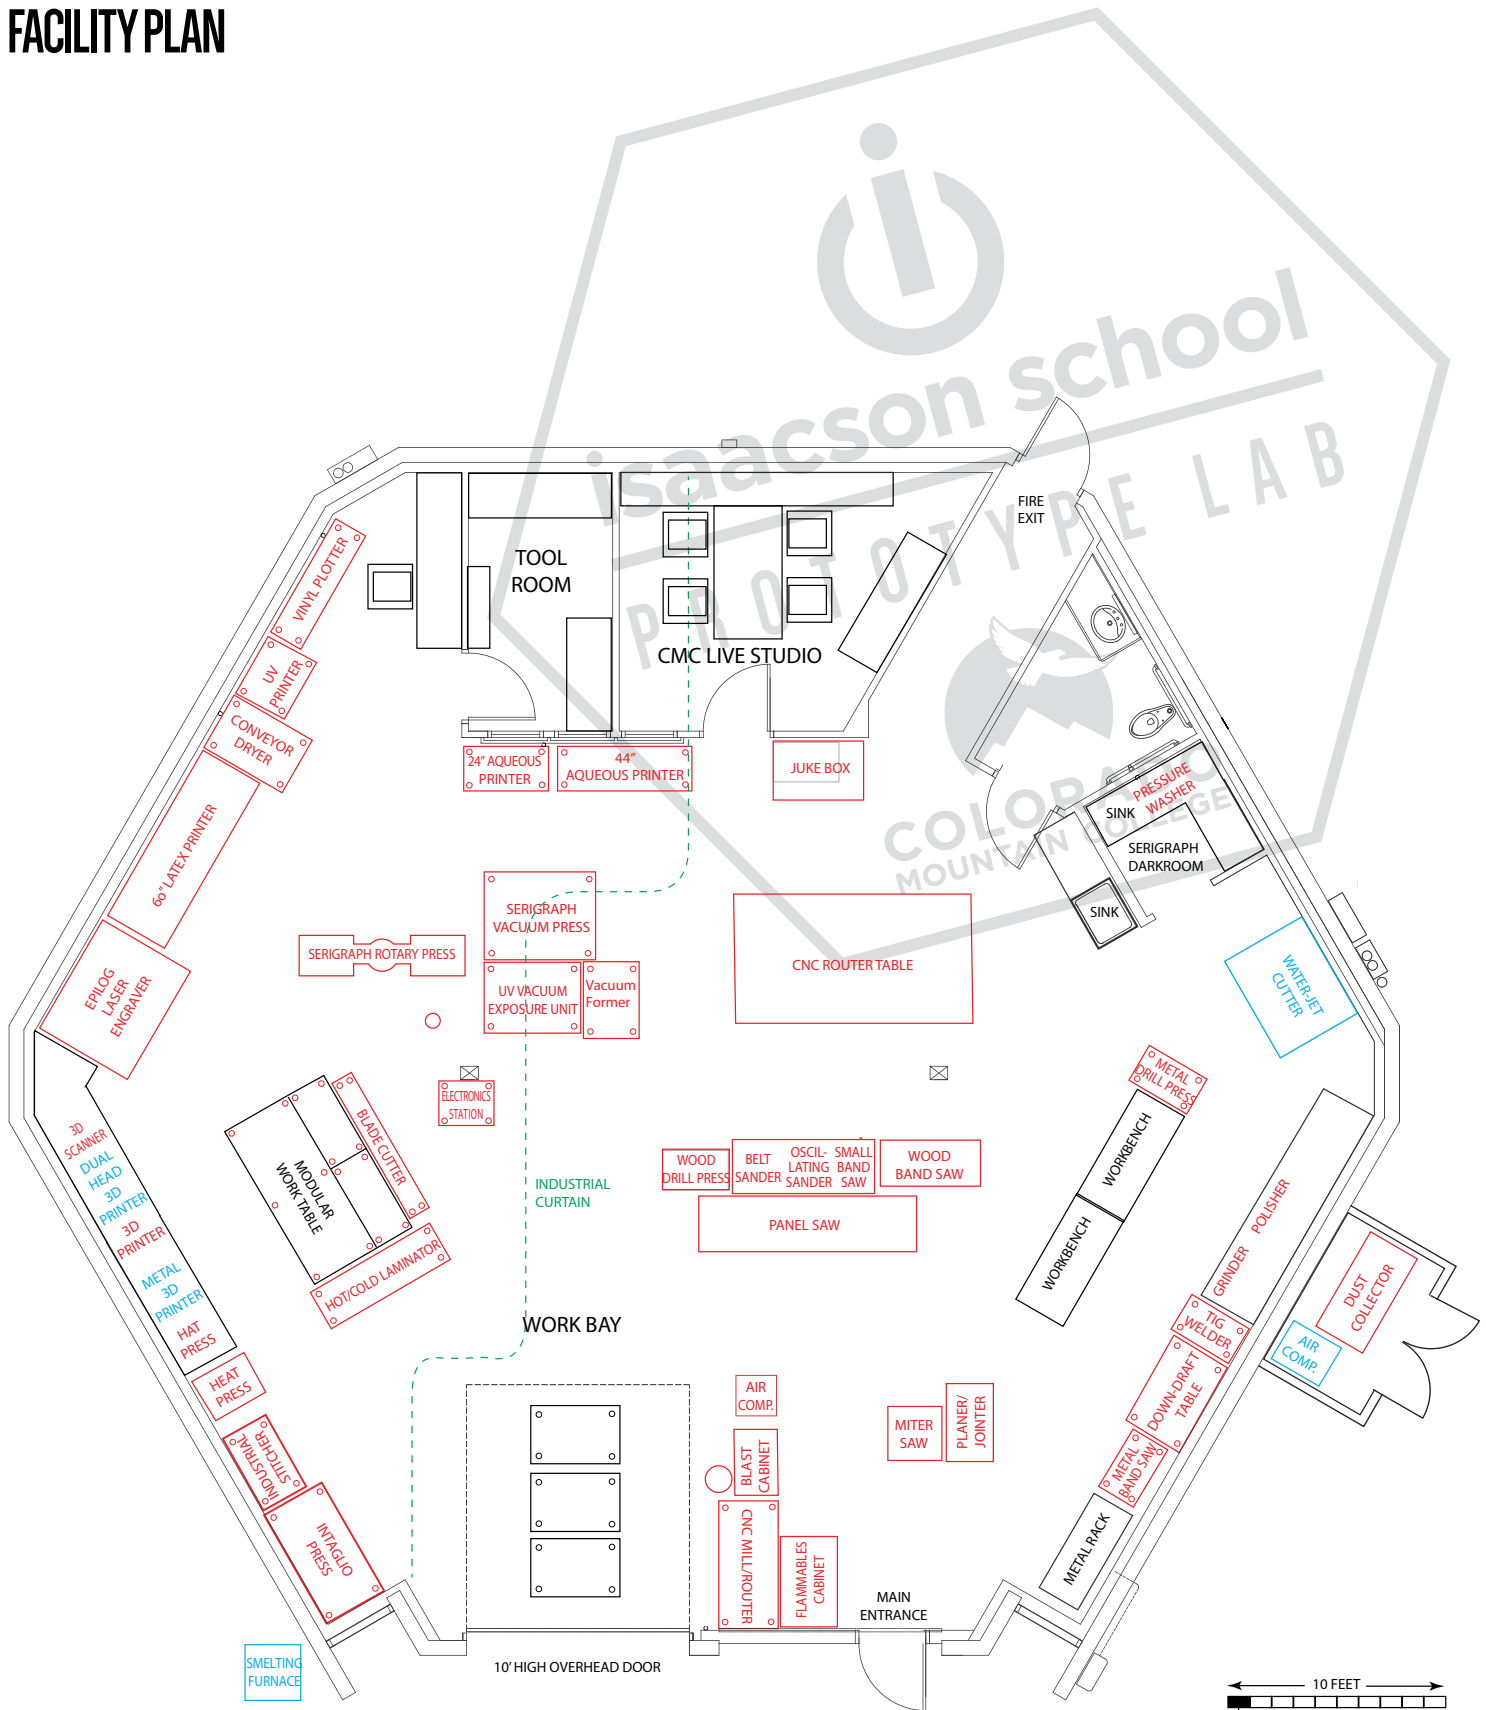 FACILITY PLAN
isaacson school
PROTOTYPE LAB
COLORADO
MOUNTAIN COLLEGE
FIRE
EXIT
TOOL
ROOM
CMC LIVE STUDIO
VINYL PLOTTER
UV
PRINTER
CONVEYOR
DRYER
24" AQUEOUS
PRINTER
44"
AQUEOUS PRINTER
JUKE BOX
PRESSURE
WASHER
SINK
SERIGRAPH
DARKROOM
SINK
60" LATEX PRINTER
SERIGRAPH
VACUUM PRESS
SERIGRAPH ROTARY PRESS
UV VACUUM
EXPOSURE UNIT
Vacuum
Former
CNC ROUTER TABLE
WATER-JET
CUTTER
EPILOG
LASER
ENGRAVER
ELECTRONICS
STATION
METAL
DRILL PRESS
BLADE CUTTER
MODULAR
WORK TABLE
HOT/COLD LAMINATOR
3D
SCANNER
DUAL
HEAD
3D
PRINTER
3D
PRINTER
METAL
3D
PRINTER
HAT
PRESS
HEAT
PRESS
INDUSTRIAL
STITCHER
INTAGLIO
PRESS
INDUSTRIAL
CURTAIN
WOOD
DRILL PRESS
BELT
SANDER
OSCIL-
LATING
SANDER
SMALL
BAND
SAW
WOOD
BAND SAW
PANEL SAW
WORKBENCH
WORKBENCH
GRINDER POLISHER
DUST
COLLECTOR
AIR
COMP.
TIG
WELDER
DOWN-DRAFT
TABLE
METAL
BAND SAW
METAL RACK
WORK BAY
AIR
COMP.
BLAST
CABINET
MITER
SAW
PLANER/
JOINTER
CNC MILL/ROUTER
FLAMMABLES
CABINET
MAIN
ENTRANCE
SMELTING
FURNACE
10' HIGH OVERHEAD DOOR
10 FEET